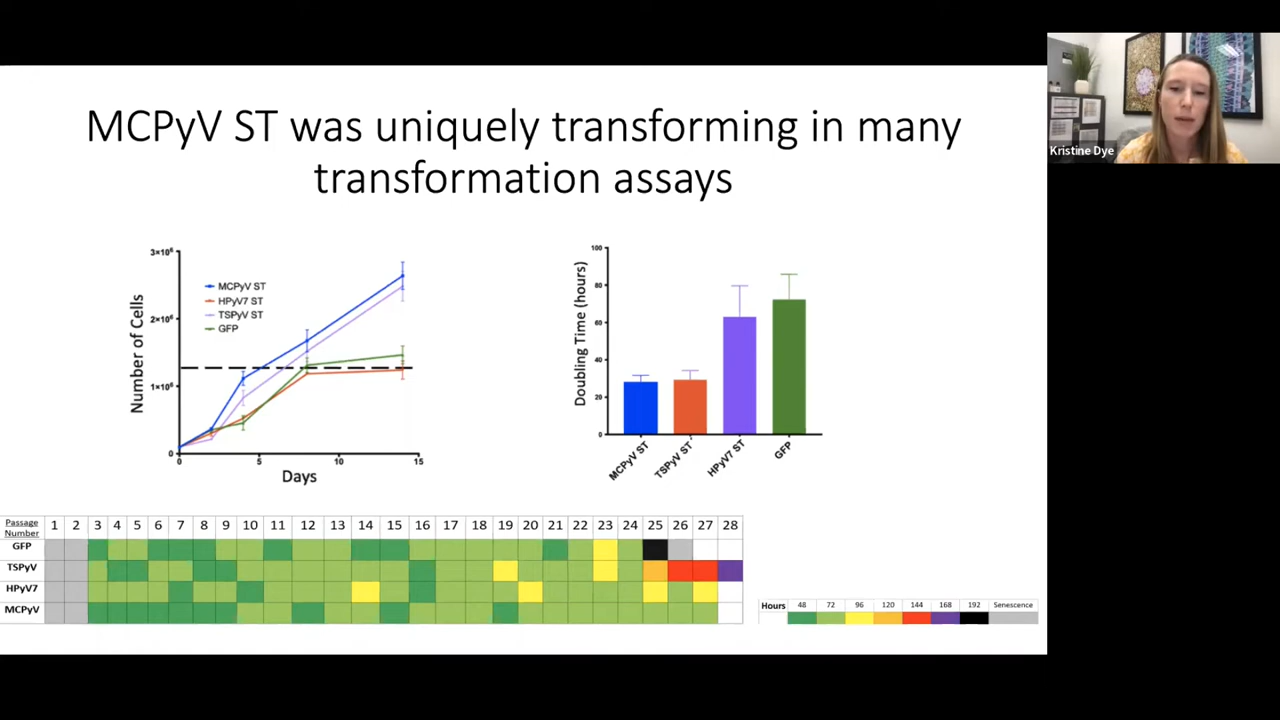 MCPyV ST was uniquely transforming in many
transformation assays
Kristine Dye
3×10⁶
2×10⁶
1×10⁶
0
0 5 10 15
Number of Cells
Days
MCPyV ST
HPyV7 ST
TSPyV ST
GFP
100
80
60
40
20
0
Doubling Time (hours)
MCPyV ST
TSPyV ST
HPyV7 ST
GFP
Passage
Number
1 2 3 4 5 6 7 8 9 10 11 12 13 14 15 16 17 18 19 20 21 22 23 24 25 26 27 28
GFP
TSPyV
HPyV7
MCPyV
Hours 48 72 96 120 144 168 192 Senescence